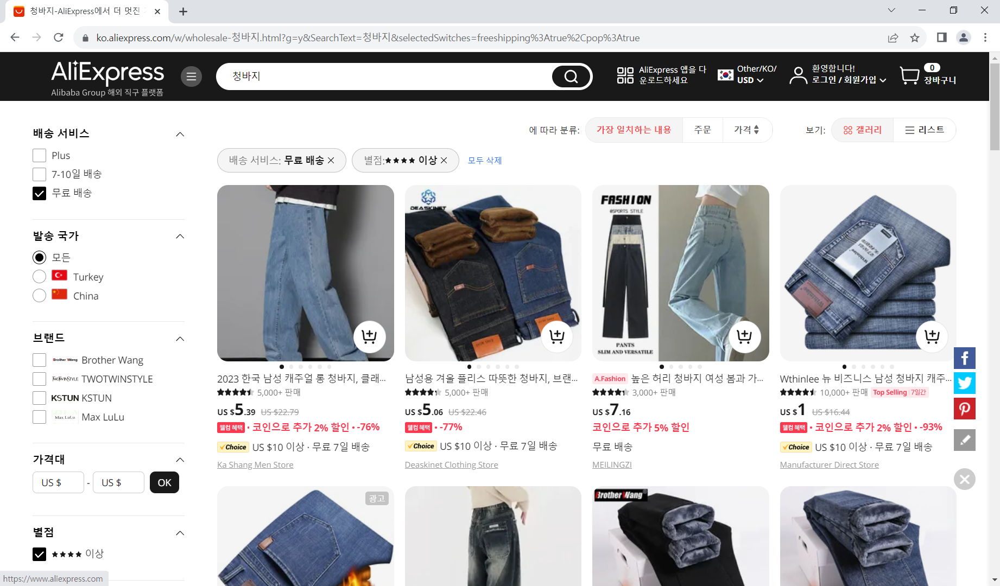 청바지-AliExpress에서 더 멋진
ko.aliexpress.com/w/wholesale-청바지.html?g=y&SearchText=청바지&selectedSwitches=freeshipping%3Atrue%2Cpop%3Atrue
AliExpress
Alibaba Group 해외 직구 플랫폼
청바지
AliExpress 앱을 다
운로드하세요
Other/KO/
USD
환영합니다!
로그인 / 회원가입
0
장바구니
배송 서비스
Plus
7-10일 배송
무료 배송
발송 국가
모든
Turkey
China
브랜드
Brother Wang Brother Wang
TWOTWINSTYLE TWOTWINSTYLE
KSTUN KSTUN
Max LuLu Max LuLu
가격대
US $ - US $ OK
별점
★★★★ 이상
https://www.aliexpress.com
에 따라 분류: 가장 일치하는 내용 주문 가격
보기: 갤러리 리스트
배송 서비스: 무료 배송 ✕ 별점:★★★★ 이상 ✕ 모두 삭제
2023 한국 남성 캐주얼 롱 청바지, 클래...
5,000+ 판매
US $5.39 US $22.79
웰컴 혜택 • 코인으로 추가 2% 할인 • -76%
Choice US $10 이상 · 무료 7일 배송
Ka Shang Men Store
DEASKINET
남성용 겨울 플리스 따뜻한 청바지, 브랜...
5,000+ 판매
US $5.06 US $22.46
웰컴 혜택 • -77%
Choice US $10 이상 · 무료 7일 배송
Deaskinet Clothing Store
FASHION
@SPORTS STYLE
PANTS
SLIM AND VERSATILE
A.Fashion 높은 허리 청바지 여성 봄과 가...
3,000+ 판매
US $7.16
코인으로 추가 5% 할인
무료 배송
MEILINGZI
Wthinlee
Wthinlee
Wthinlee 뉴 비즈니스 남성 청바지 캐주...
10,000+ 판매 Top Selling 7일간
US $1 US $16.44
웰컴 혜택 • 코인으로 추가 2% 할인 • -93%
Choice US $10 이상 · 무료 7일 배송
Manufacturer Direct Store
광고
Brother Wang